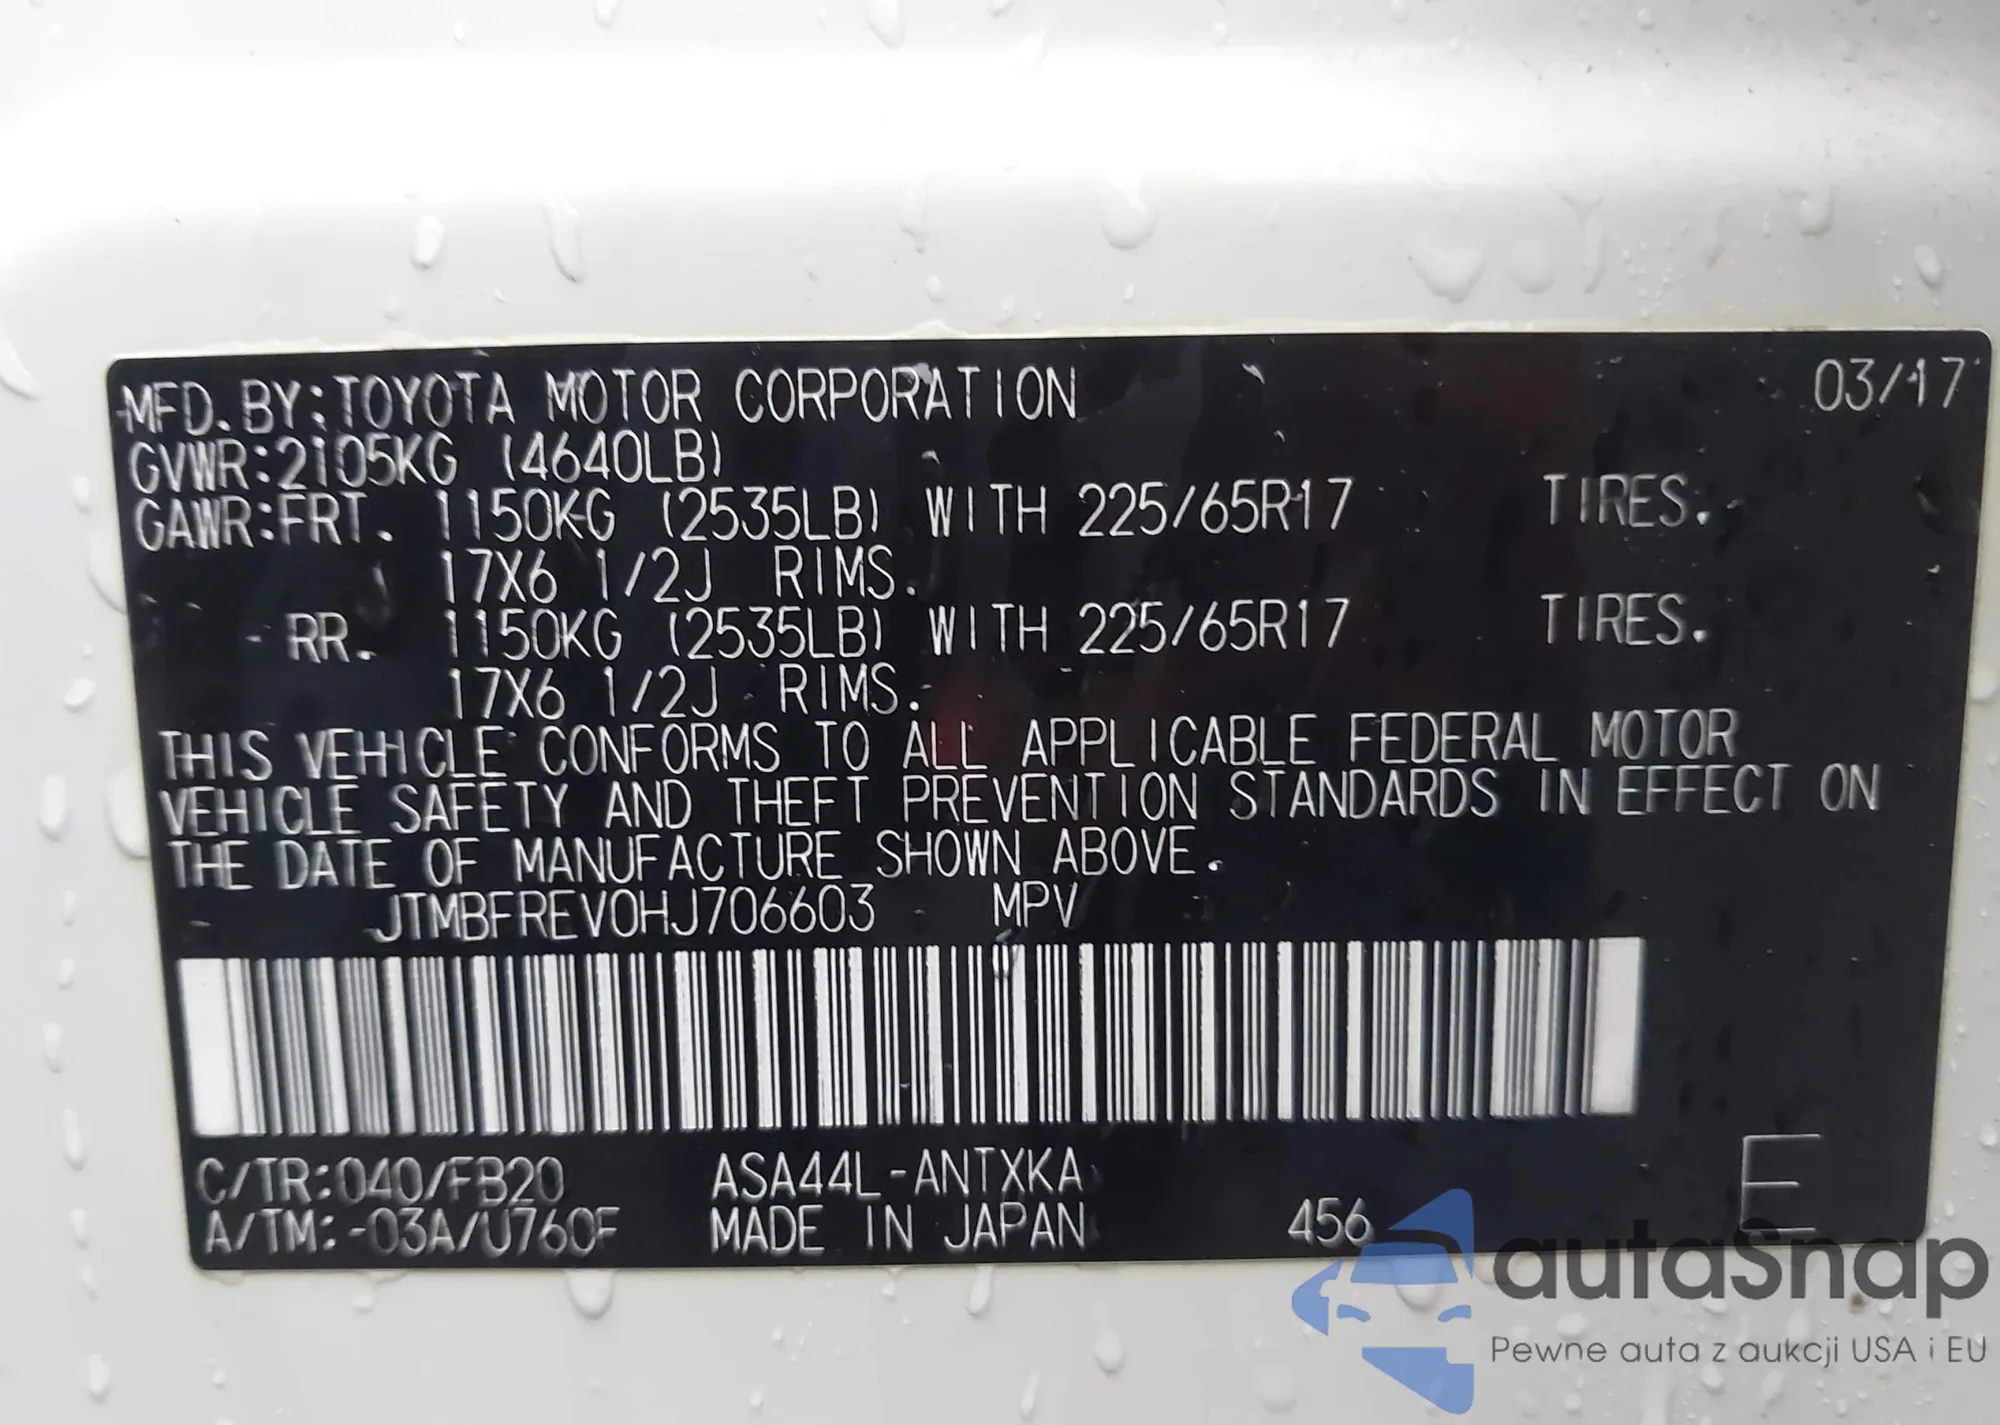 MFD. BY: TOYOTA MOTOR CORPORATION 03/17
GVWR: 2105KG (4640LB)
GAWR: FRT. 1150KG (2535LB) WITH 225/65R17 TIRES.
17X6 1/2J RIMS.
RR. 1150KG (2535LB) WITH 225/65R17 TIRES.
17X6 1/2J RIMS.
THIS VEHICLE CONFORMS TO ALL APPLICABLE FEDERAL MOTOR
VEHICLE SAFETY AND THEFT PREVENTION STANDARDS IN EFFECT ON
THE DATE OF MANUFACTURE SHOWN ABOVE.
JTMBFREV0HJ706603 MPV
C/TR: 040/FB20 ASA44L-ANTXKA
A/TM: -03A/U760F MADE IN JAPAN 456 E
autaSnap
Pewne auta z aukcji USA i EU